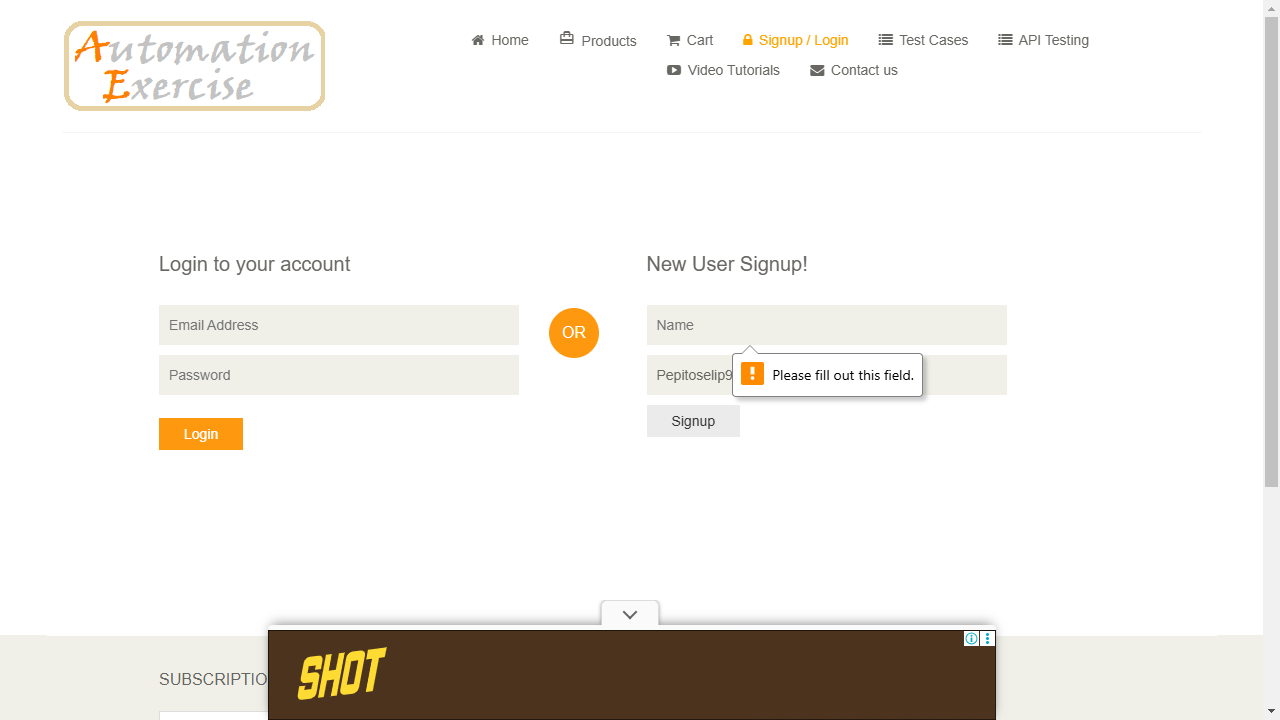 Automation
Exercise
Home
Products
Cart
Signup / Login
Test Cases
API Testing
Video Tutorials
Contact us
Login to your account
New User Signup!
Email Address
OR
Name
Password
Pepitoselip9
Please fill out this field.
Login
Signup
SHOT
SUBSCRIPTIO